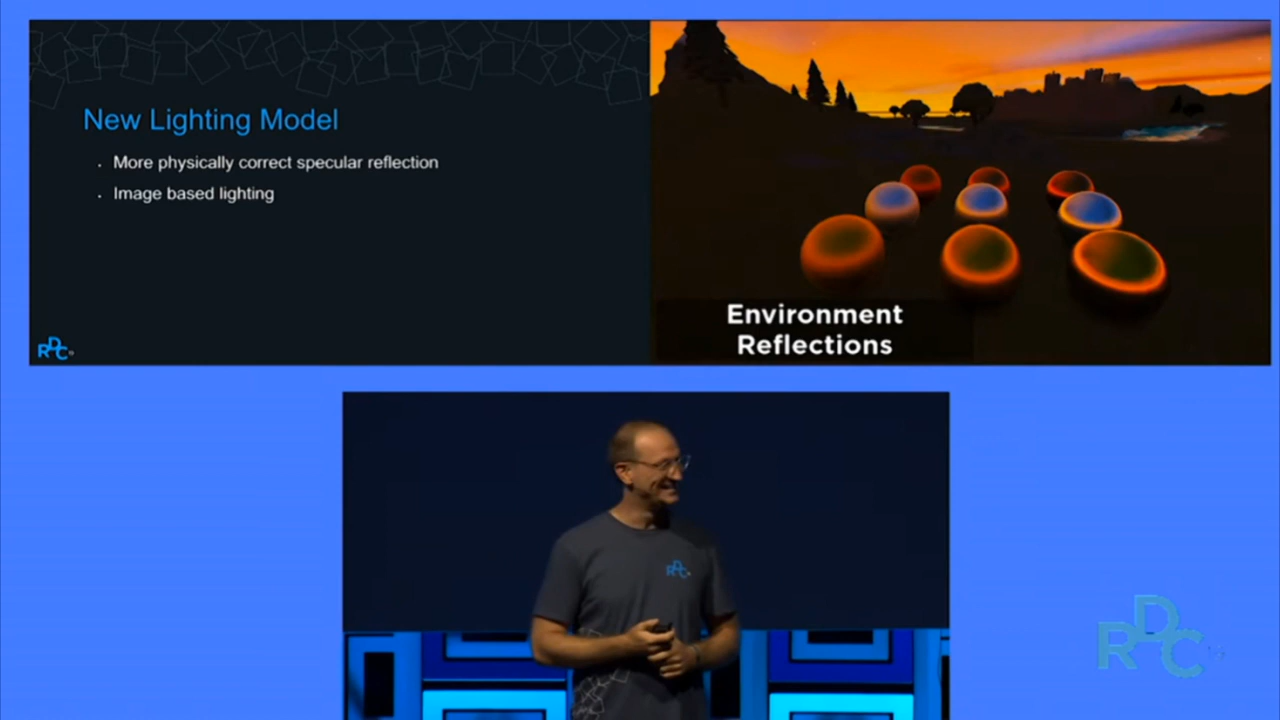 New Lighting Model
More physically correct specular reflection
Image based lighting
RDC
Environment
Reflections
RDC
RDC